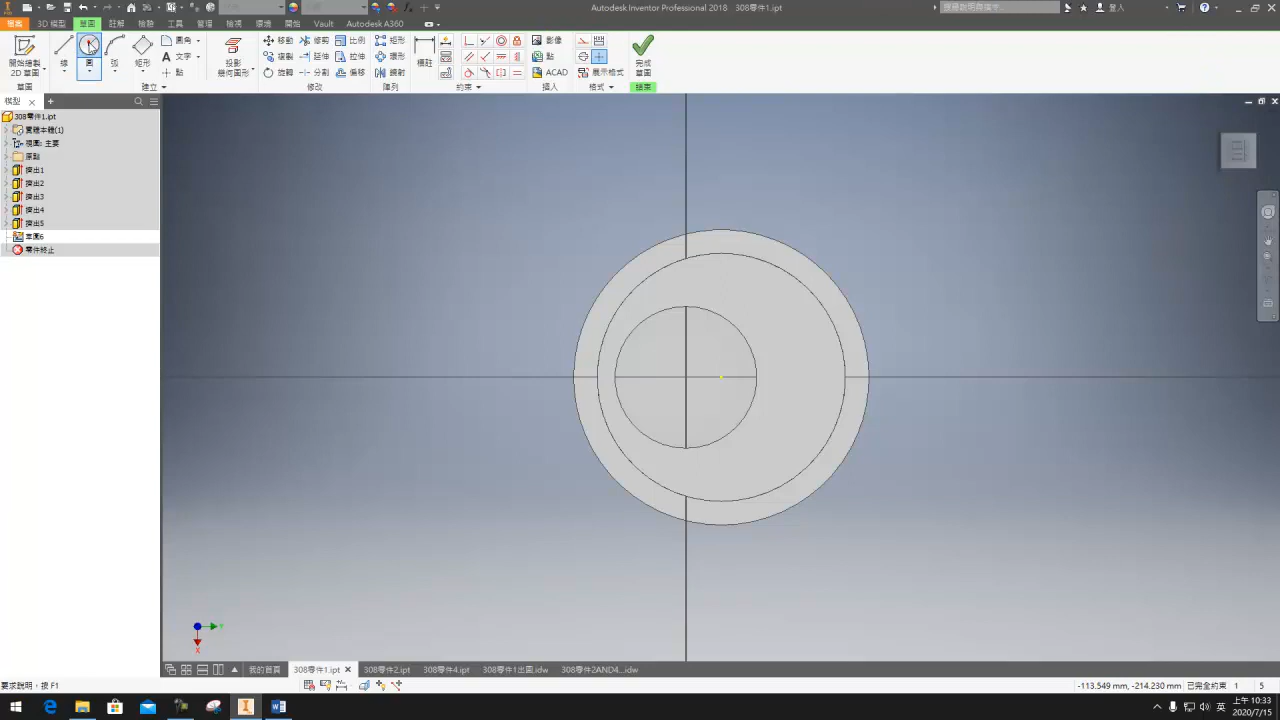 Autodesk Inventor Professional 2018 308零件1.ipt
登入
檔案 3D 模型 草圖 註解 檢驗 工具 管理 檢視 環境 開始 Vault Autodesk A360
開始繪製
2D 草圖
線
圓
弧
矩形
圓角
文字
點
投影
幾何圖形
移動 修剪 比例
複製 延伸 拉伸
旋轉 分割 偏移
矩形
環形
鏡射
標註
影像
點
ACAD
展示格式
完成
草圖
草圖 建立 修改 陣列 約束 插入 格式 結束
模型
308零件1.ipt
實體本體(1)
視圖: 主要
原點
擠出1
擠出2
擠出3
擠出4
擠出5
草圖6
零件終止
Y
X
我的首頁 308零件1.ipt 308零件2.ipt 308零件4.ipt 308零件1出圖.idw 308零件2AND4....idw
要求說明，按 F1
-113.549 mm, -214.230 mm 已完全約束 1 5
英 上午 10:33
2020/7/15